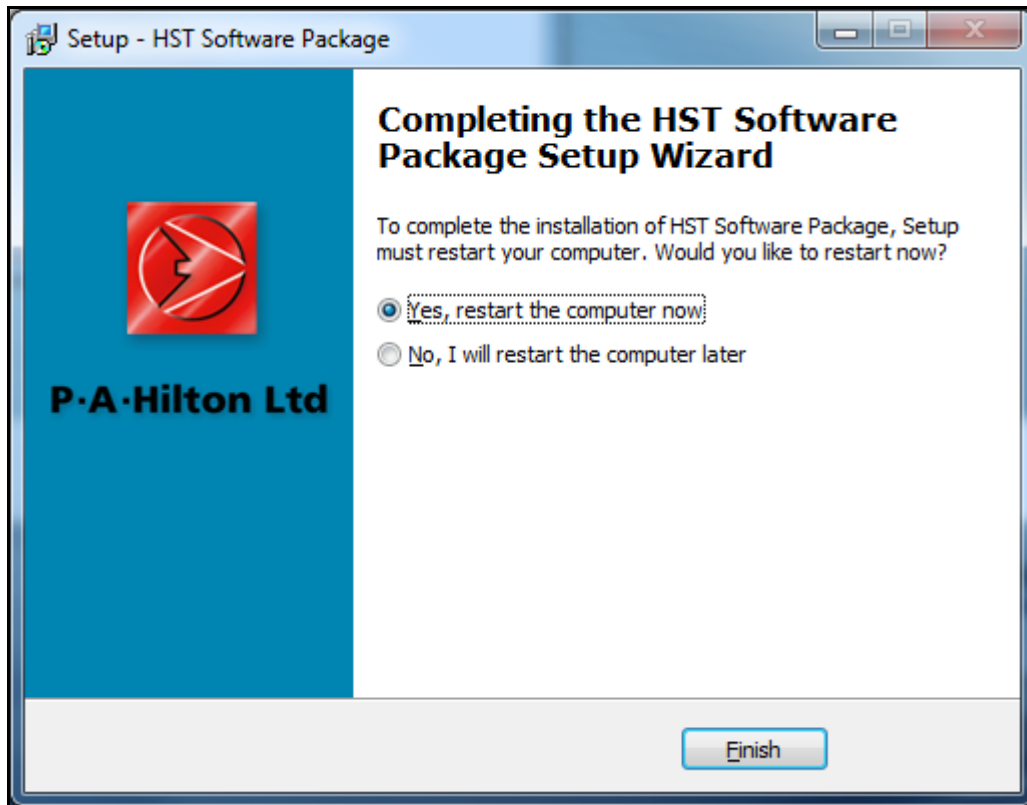 Setup - HST Software Package
Completing the HST Software
Package Setup Wizard
To complete the installation of HST Software Package, Setup
must restart your computer. Would you like to restart now?
Yes, restart the computer now
No, I will restart the computer later
P·A·Hilton Ltd
Finish